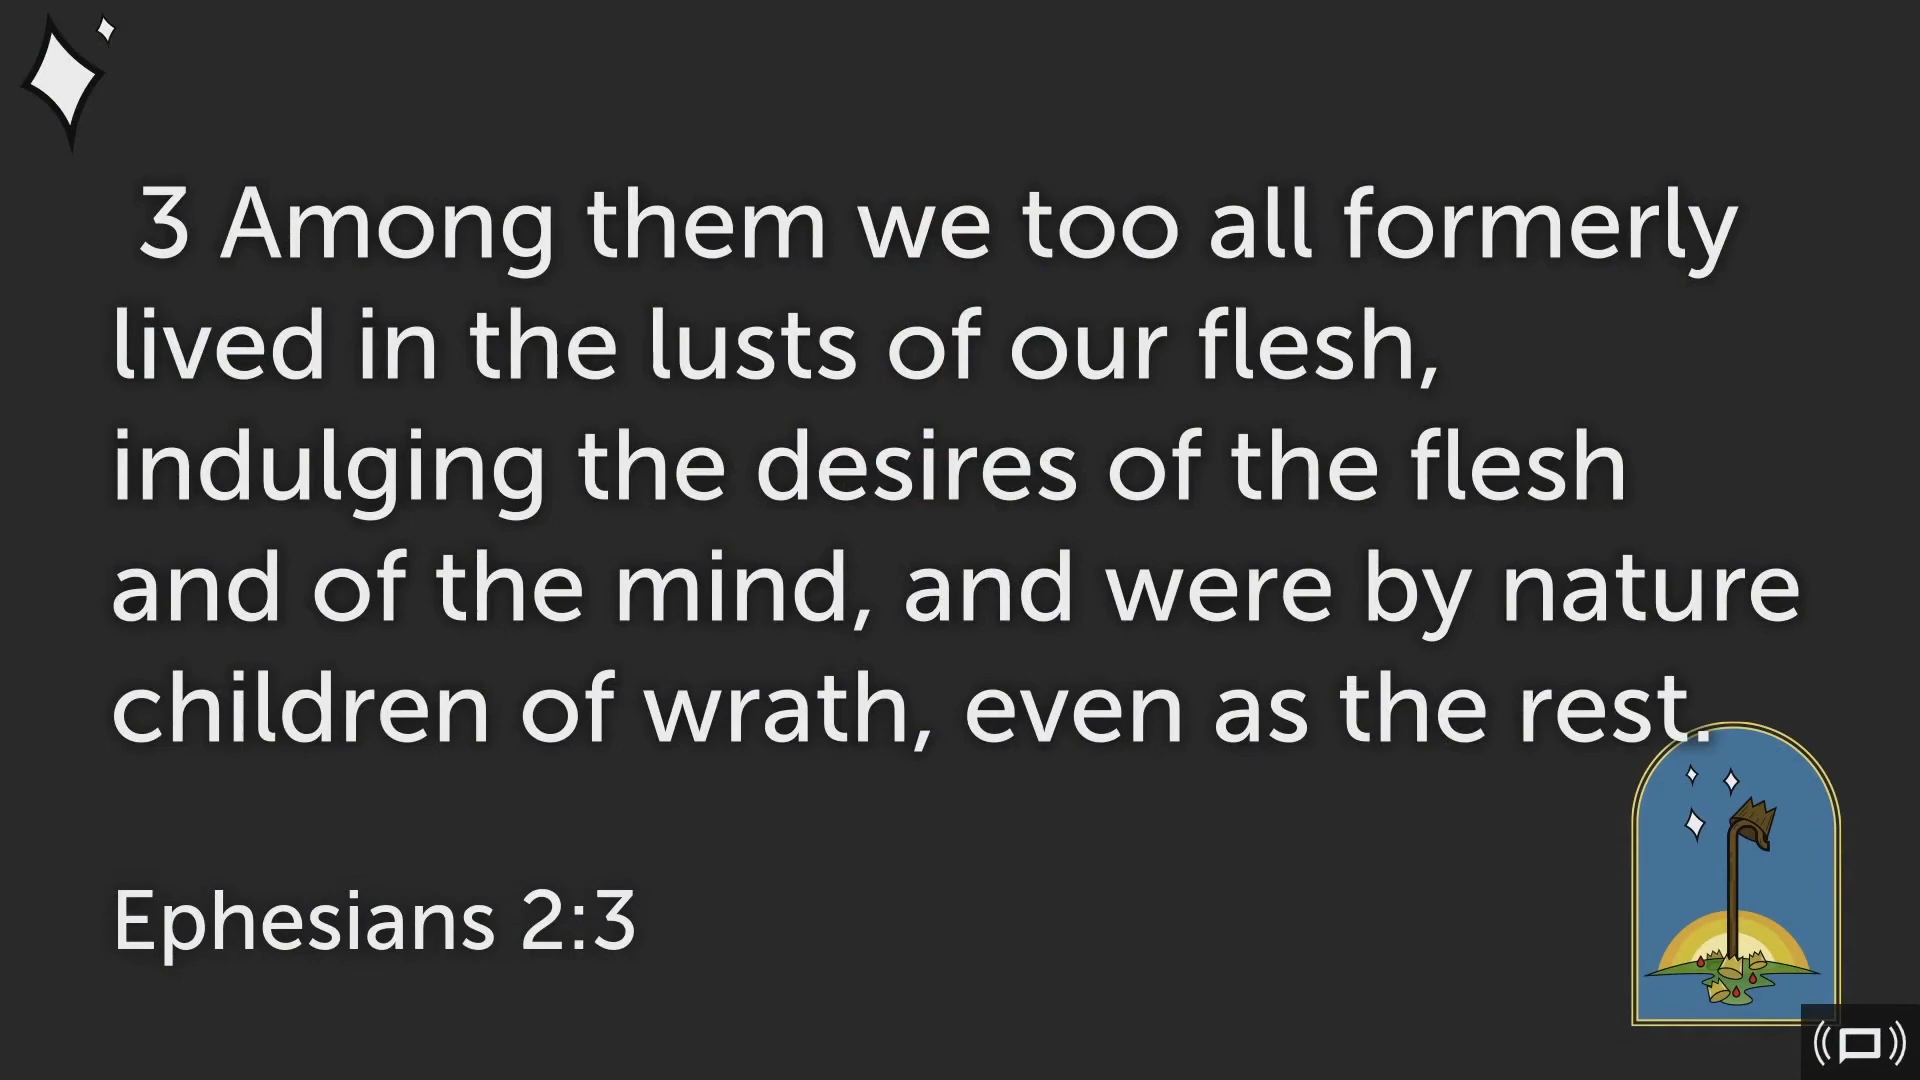 3 Among them we too all formerly
lived in the lusts of our flesh,
indulging the desires of the flesh
and of the mind, and were by nature
children of wrath, even as the rest.
Ephesians 2:3